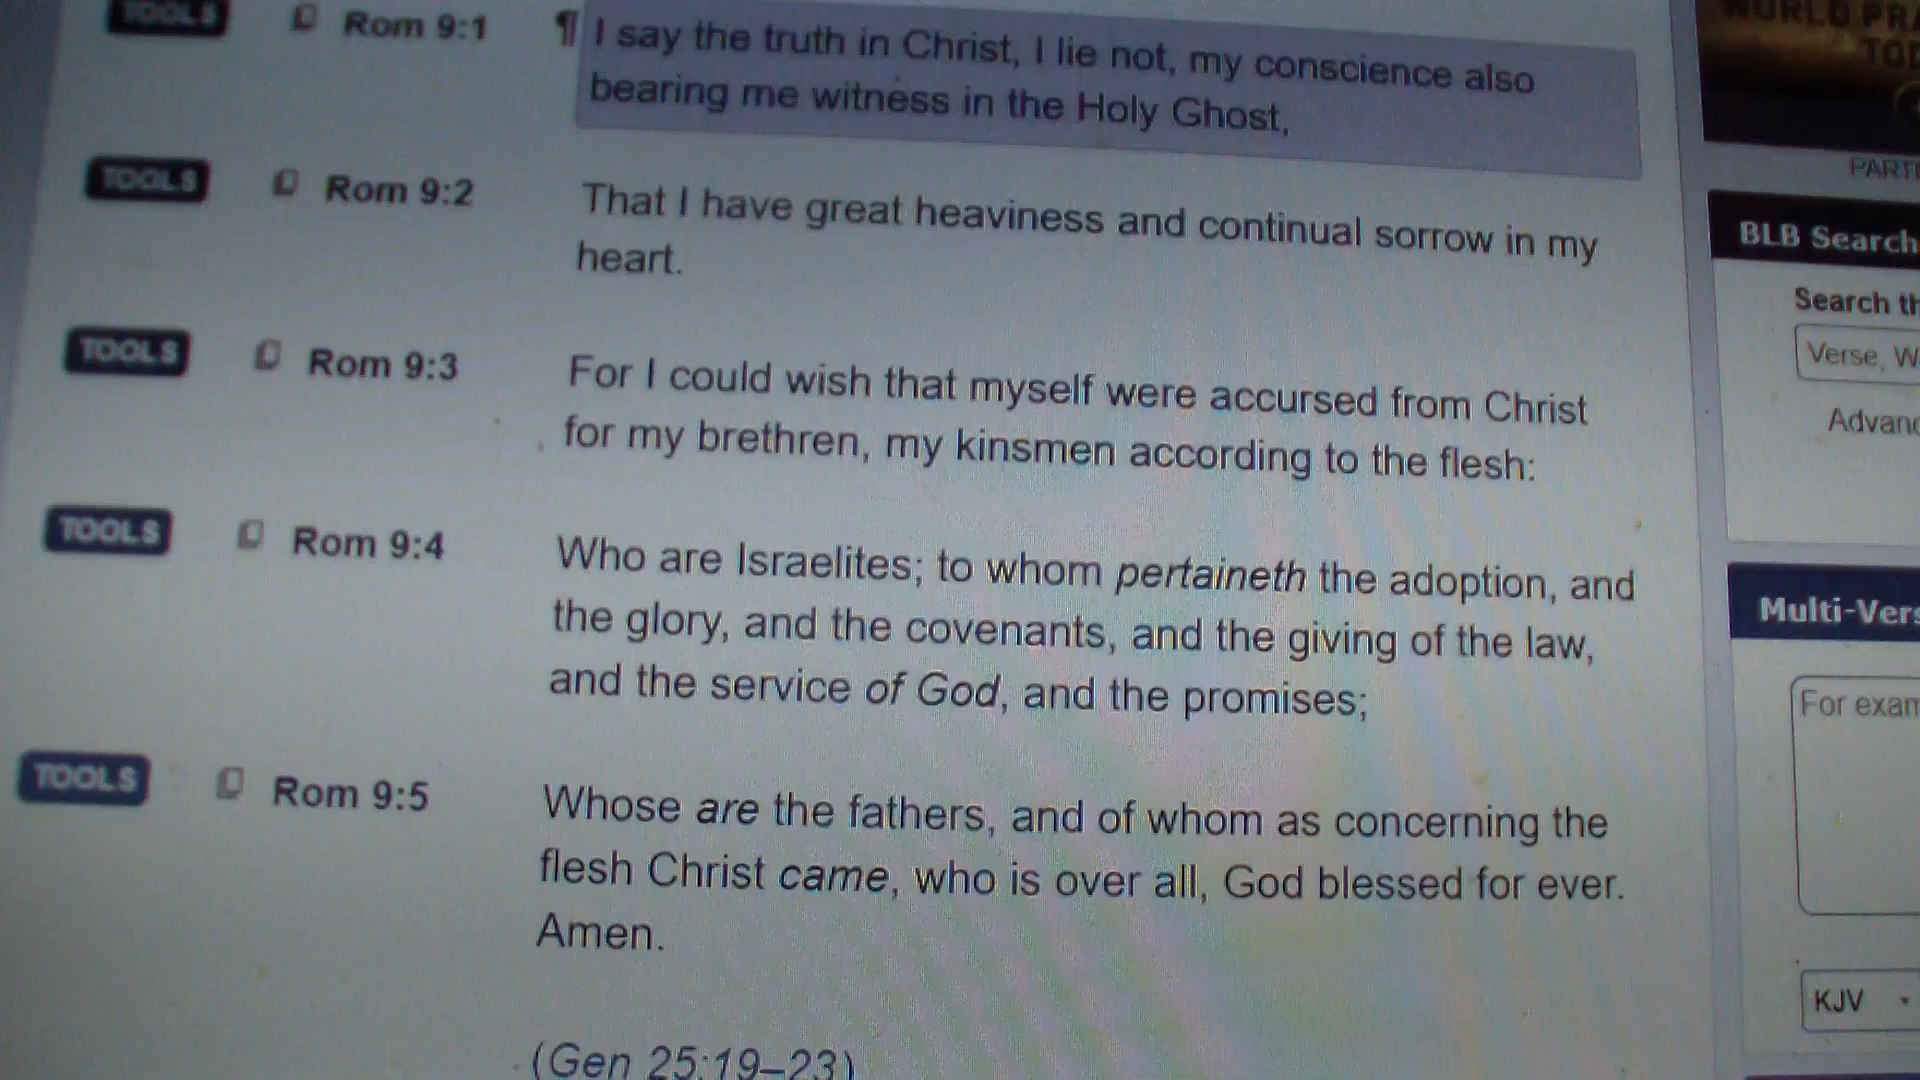 TOOLS Rom 9:1 ¶ I say the truth in Christ, I lie not, my conscience also
bearing me witness in the Holy Ghost,
TOOLS Rom 9:2 That I have great heaviness and continual sorrow in my
heart.
TOOLS Rom 9:3 For I could wish that myself were accursed from Christ
for my brethren, my kinsmen according to the flesh:
TOOLS Rom 9:4 Who are Israelites; to whom pertaineth the adoption, and
the glory, and the covenants, and the giving of the law,
and the service of God, and the promises;
TOOLS Rom 9:5 Whose are the fathers, and of whom as concerning the
flesh Christ came, who is over all, God blessed for ever.
Amen.
(Gen 25:19–23)
WORLD
BLB Search
Search
Verse,
For
KJV